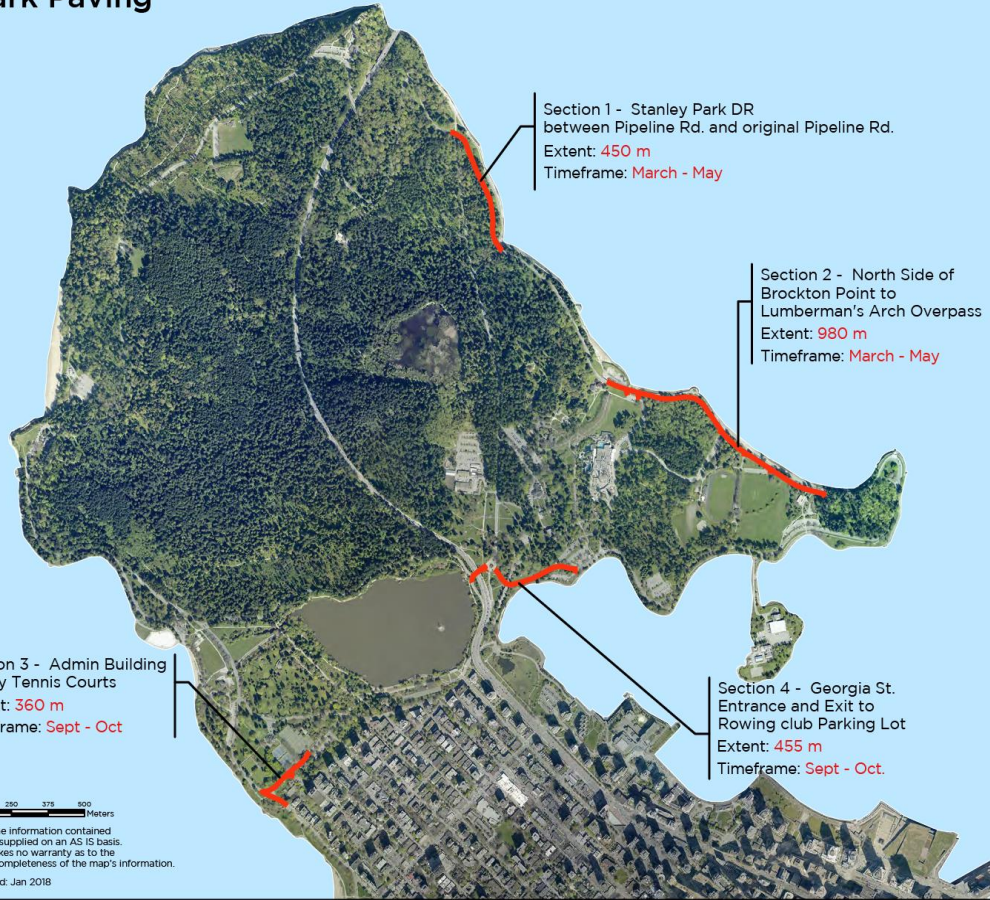 ark Paving
Section 1 - Stanley Park DR
between Pipeline Rd. and original Pipeline Rd.
Extent: 450 m
Timeframe: March - May
Section 2 - North Side of
Brockton Point to
Lumberman's Arch Overpass
Extent: 980 m
Timeframe: March - May
on 3 - Admin Building
y Tennis Courts
t: 360 m
rame: Sept - Oct
Section 4 - Georgia St.
Entrance and Exit to
Rowing club Parking Lot
Extent: 455 m
Timeframe: Sept - Oct.
250 375 500
Meters
e information contained
supplied on an AS IS basis.
kes no warranty as to the
ompleteness of the map's information.
d: Jan 2018